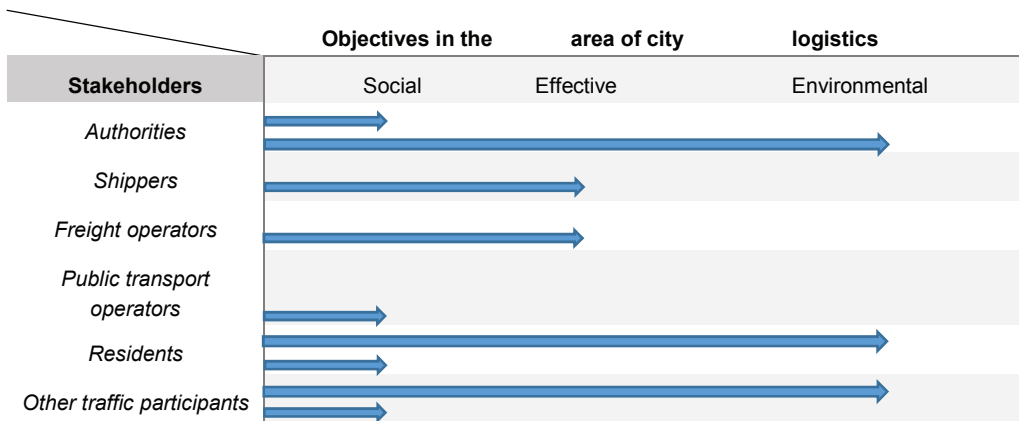 Objectives in the area of city logistics
Stakeholders Social Effective Environmental
Authorities
Shippers
Freight operators
Public transport
operators
Residents
Other traffic participants